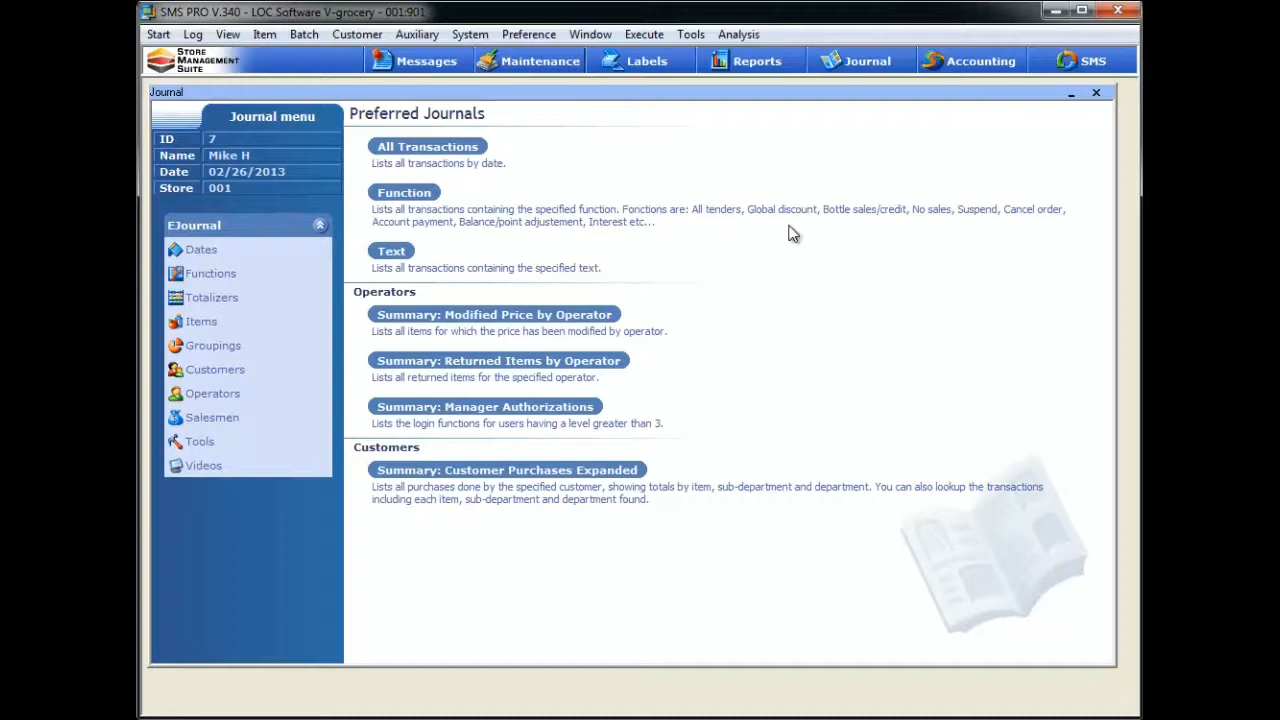 SMS PRO V.340 - LOC Software V-grocery - 001:901
Start Log View Item Batch Customer Auxiliary System Preference Window Execute Tools Analysis
STORE MANAGEMENT SUITE
Messages Maintenance Labels Reports Journal Accounting SMS
Journal
Journal menu
ID 7
Name Mike H
Date 02/26/2013
Store 001
EJournal
Dates
Functions
Totalizers
Items
Groupings
Customers
Operators
Salesmen
Tools
Videos
Preferred Journals
All Transactions
Lists all transactions by date.
Function
Lists all transactions containing the specified function. Fonctions are: All tenders, Global discount, Bottle sales/credit, No sales, Suspend, Cancel order,
Account payment, Balance/point adjustement, Interest etc...
Text
Lists all transactions containing the specified text.
Operators
Summary: Modified Price by Operator
Lists all items for which the price has been modified by operator.
Summary: Returned Items by Operator
Lists all returned items for the specified operator.
Summary: Manager Authorizations
Lists the login functions for users having a level greater than 3.
Customers
Summary: Customer Purchases Expanded
Lists all purchases done by the specified customer, showing totals by item, sub-department and department. You can also lookup the transactions
including each item, sub-department and department found.